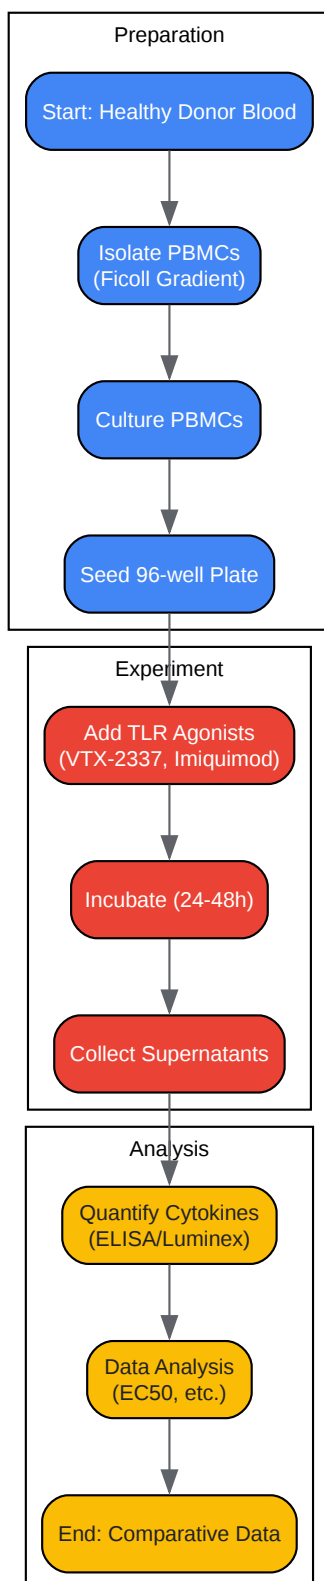 Preparation
Start: Healthy Donor Blood
Isolate PBMCs
(Ficoll Gradient)
Culture PBMCs
Seed 96-well Plate
Experiment
Add TLR Agonists
(VTX-2337, Imiquimod)
Incubate (24-48h)
Collect Supernatants
Analysis
Quantify Cytokines
(ELISA/Luminex)
Data Analysis
(EC50, etc.)
End: Comparative Data